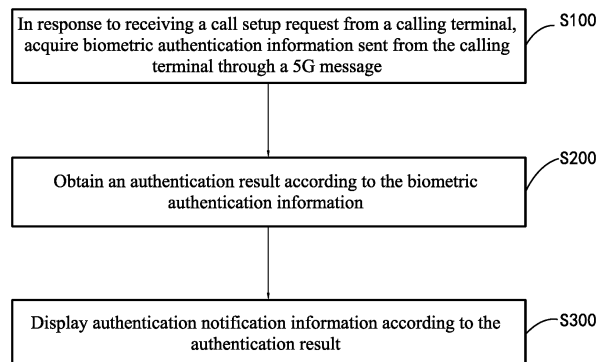 In response to receiving a call setup request from a calling terminal,
acquire biometric authentication information sent from the calling
terminal through a 5G message
S100
Obtain an authentication result according to the biometric
authentication information
S200
Display authentication notification information according to the
authentication result
S300